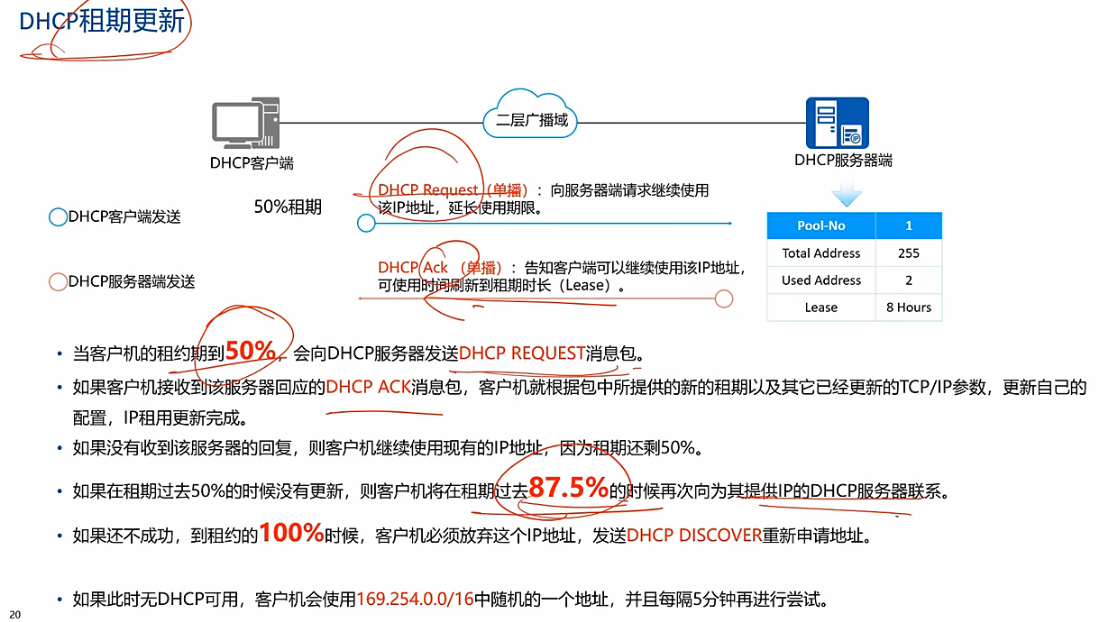 DHCP租期更新
二层广播域
DHCP客户端
DHCP服务器端
DHCP客户端发送
50%租期
DHCP Request（单播）：向服务器端请求继续使用
该IP地址，延长使用期限。
DHCP服务器端发送
DHCP Ack （单播）：告知客户端可以继续使用该IP地址，
可使用时间刷新到租期时长（Lease）。
Pool-No 1
Total Address 255
Used Address 2
Lease 8 Hours
• 当客户机的租约期到50%，会向DHCP服务器发送DHCP REQUEST消息包。
• 如果客户机接收到该服务器回应的DHCP ACK消息包，客户机就根据包中所提供的新的租期以及其它已经更新的TCP/IP参数，更新自己的
配置，IP租用更新完成。
• 如果没有收到该服务器的回复，则客户机继续使用现有的IP地址，因为租期还剩50%。
• 如果在租期过去50%的时候没有更新，则客户机将在租期过去87.5%的时候再次向为其提供IP的DHCP服务器联系。
• 如果还不成功，到租约的100%时候，客户机必须放弃这个IP地址，发送DHCP DISCOVER重新申请地址。
• 如果此时无DHCP可用，客户机会使用169.254.0.0/16中随机的一个地址，并且每隔5分钟再进行尝试。
20